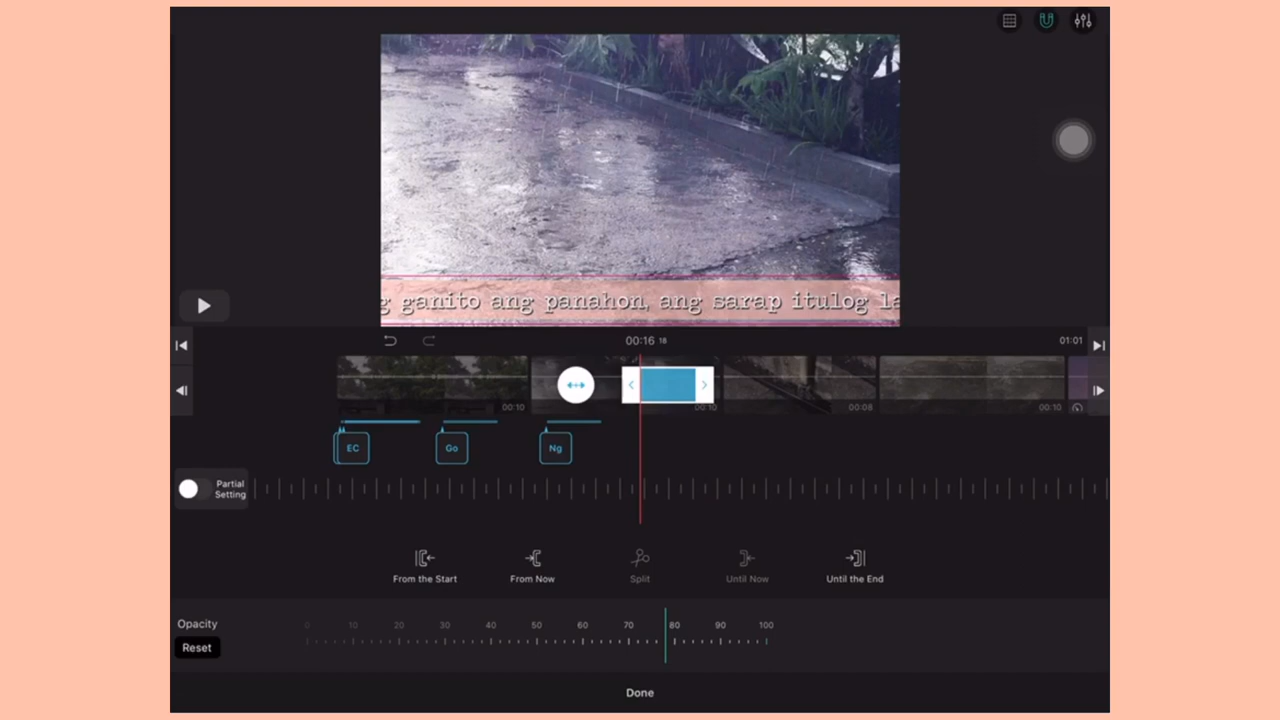 g ganito ang panahon, ang sarap itulog la
00:16 18
01:01
00:10
00:10
00:08
00:10
EC
Go
Ng
Partial
Setting
From the Start
From Now
Split
Until Now
Until the End
Opacity
0 10 20 30 40 50 60 70 80 90 100
Reset
Done